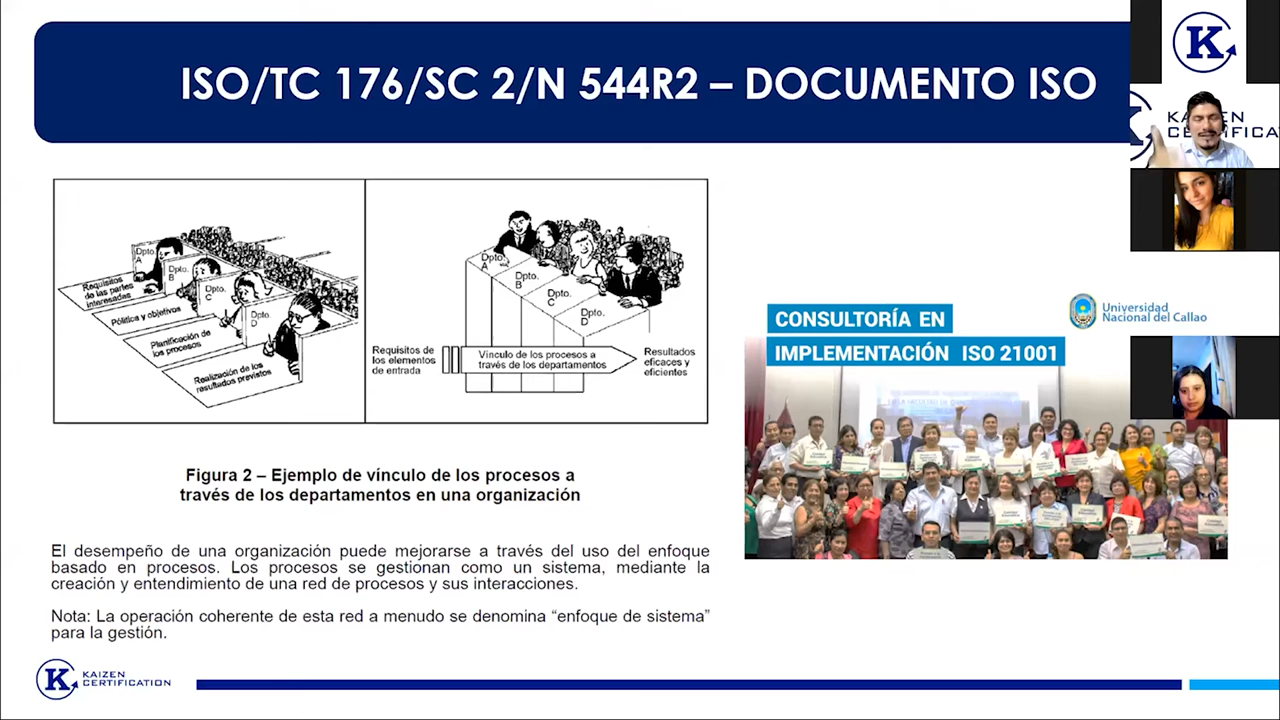 ISO/TC 176/SC 2/N 544R2 – DOCUMENTO ISO
Dpto.
A
Dpto.
B
Dpto.
C
Dpto.
D
Requisitos
de las partes
interesadas
Política y objetivos
Planificación de
los procesos
Realización de los
resultados previstos
Dpto.
A
Dpto.
B
Dpto.
C
Dpto.
D
Requisitos de
los elementos
de entrada
Vínculo de los procesos a
través de los departamentos
Resultados
eficaces y
eficientes
Figura 2 – Ejemplo de vínculo de los procesos a
través de los departamentos en una organización
El desempeño de una organización puede mejorarse a través del uso del enfoque
basado en procesos. Los procesos se gestionan como un sistema, mediante la
creación y entendimiento de una red de procesos y sus interacciones.
Nota: La operación coherente de esta red a menudo se denomina “enfoque de sistema”
para la gestión.
CONSULTORÍA EN
IMPLEMENTACIÓN ISO 21001
Universidad
Nacional del Callao
K
KAIZEN
CERTIFICATION
K